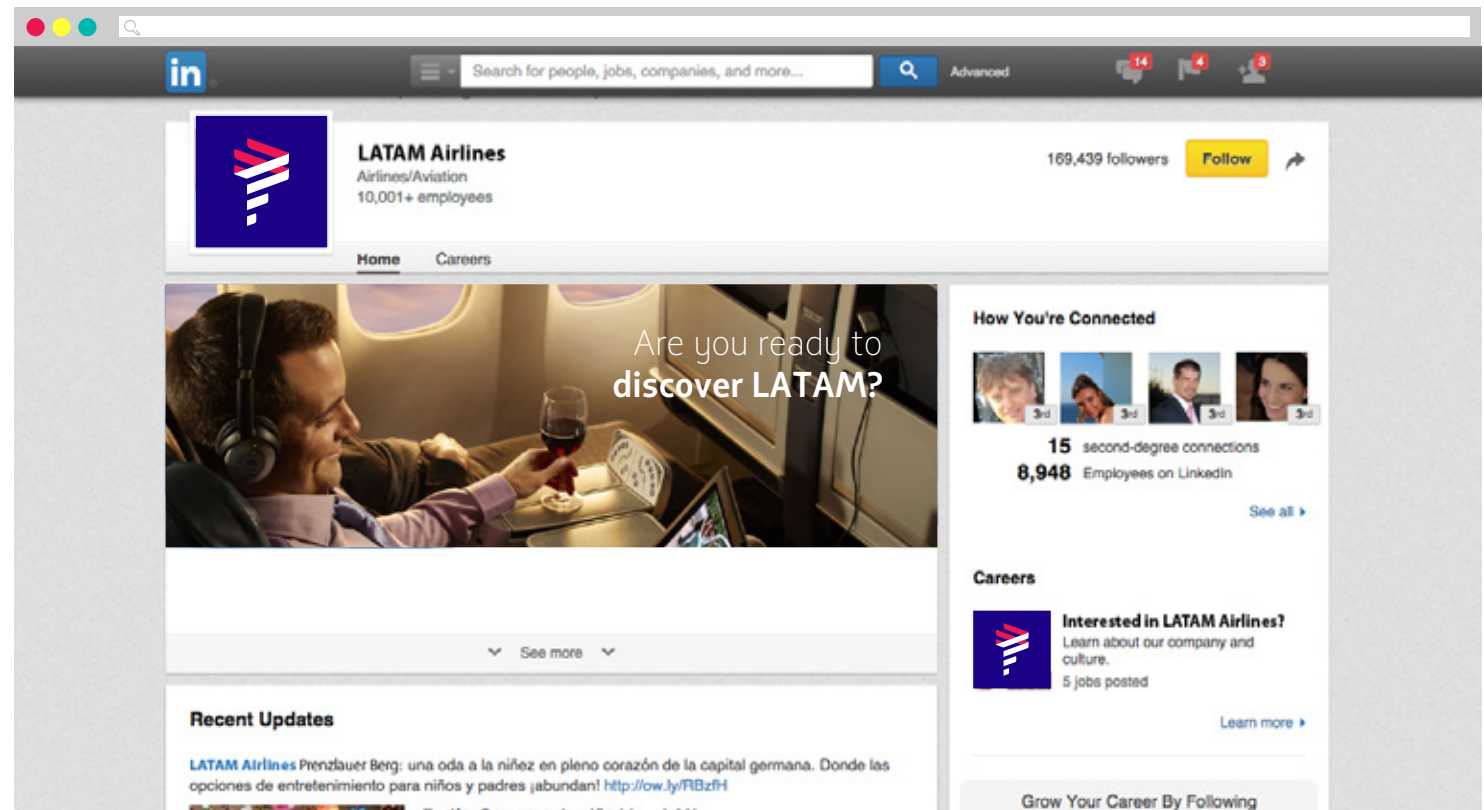 in
Search for people, jobs, companies, and more...
Advanced
14
4
3
LATAM Airlines
Airlines/Aviation
10,001+ employees
169,439 followers
Follow
Home
Careers
Are you ready to
discover LATAM?
How You're Connected
3rd
3rd
3rd
3rd
15 second-degree connections
8,948 Employees on LinkedIn
See all
Careers
Interested in LATAM Airlines?
Learn about our company and
culture.
5 jobs posted
Learn more
See more
Recent Updates
LATAM Airlines Prenzlauer Berg: una oda a la niñez en pleno corazón de la capital germana. Donde las
opciones de entretenimiento para niños y padres ¡abundan! http://ow.ly/RBzfH
Grow Your Career By Following